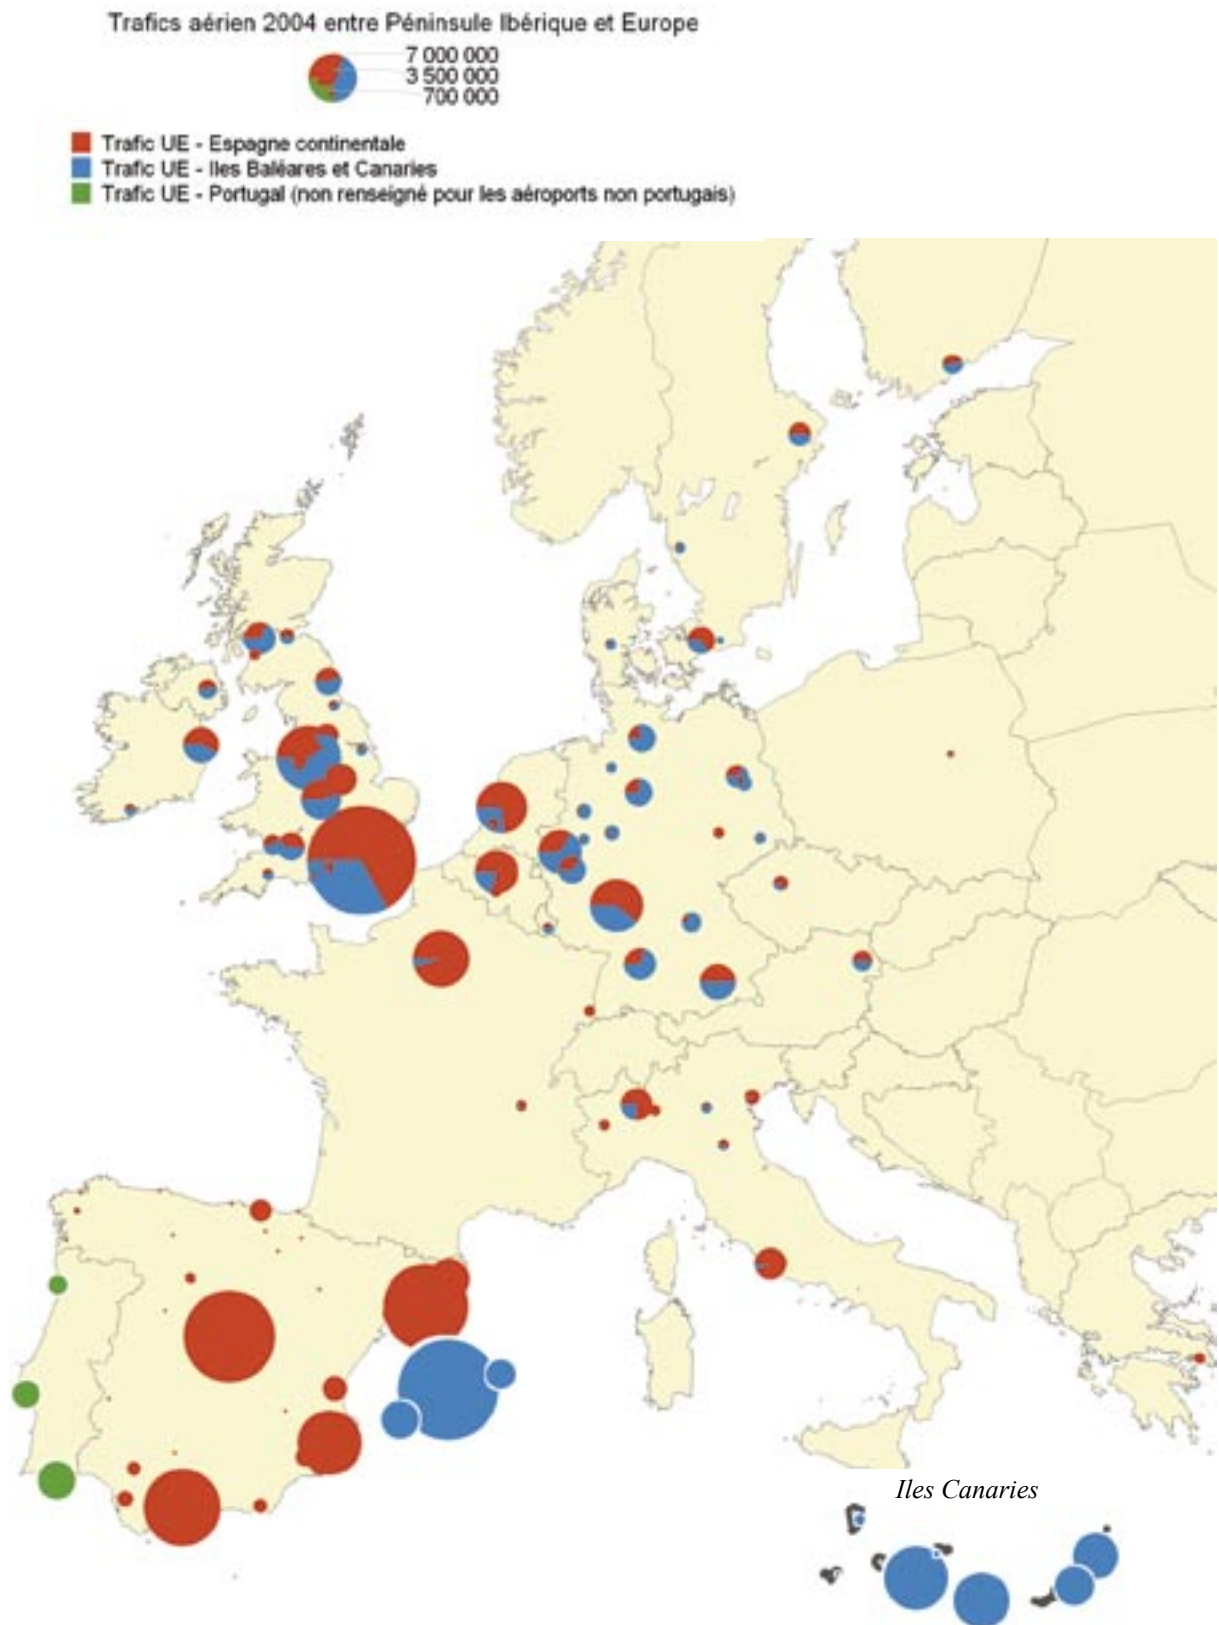 Trafics aérien 2004 entre Péninsule Ibérique et Europe
7 000 000
3 500 000
700 000
Trafic UE - Espagne continentale
Trafic UE - Iles Baléares et Canaries
Trafic UE - Portugal (non renseigné pour les aéroports non portugais)
Iles Canaries